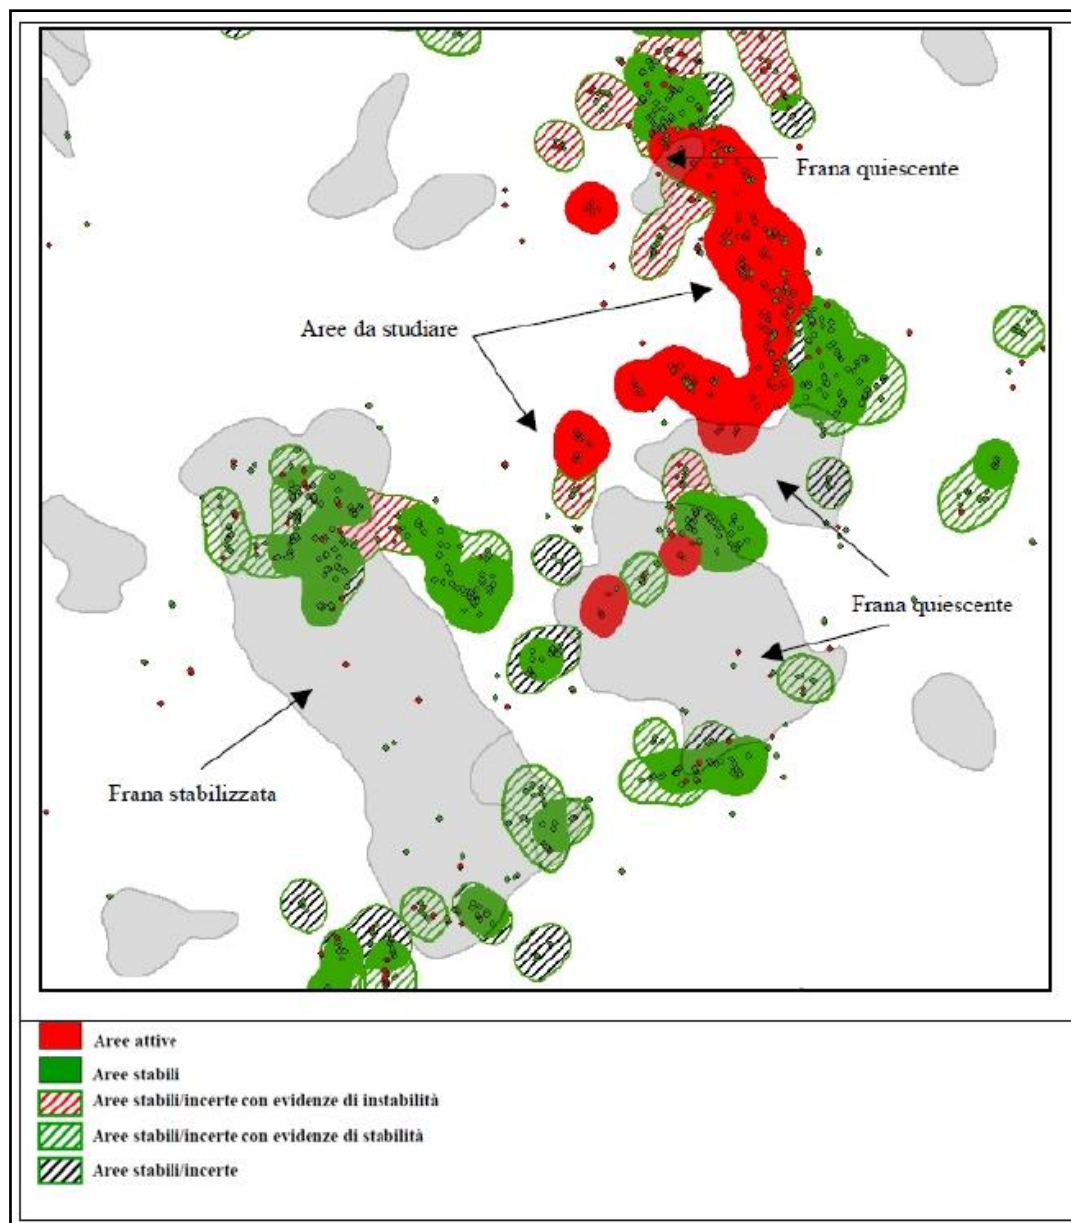 Frana quiescente
Aree da studiare
Frana quiescente
Frana stabilizzata
Aree attive
Aree stabili
Aree stabili/incerte con evidenze di instabilità
Aree stabili/incerte con evidenze di stabilità
Aree stabili/incerte